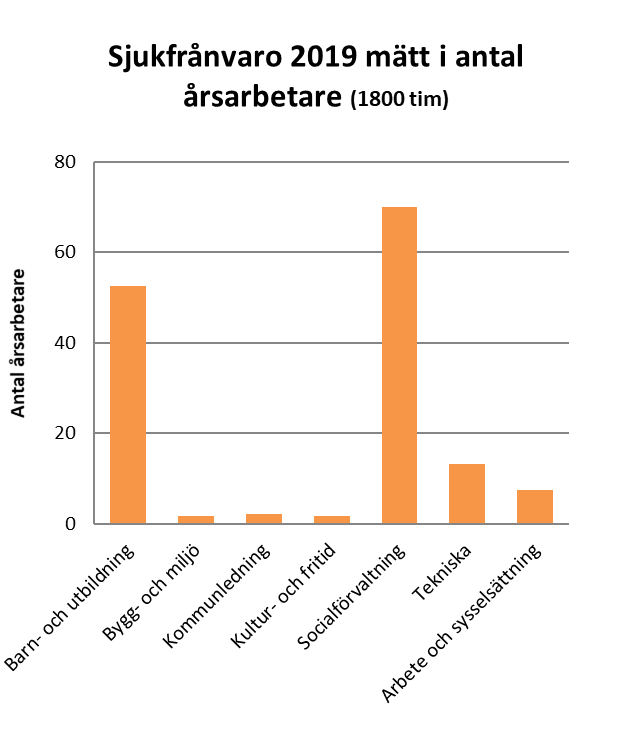 Sjukfrånvaro 2019 mätt i antal
årsarbetare (1800 tim)
Antal årsarbetare
80
60
40
20
0
Barn- och utbildning
Bygg- och miljö
Kommunledning
Kultur- och fritid
Socialförvaltning
Tekniska
Arbete och sysselsättning